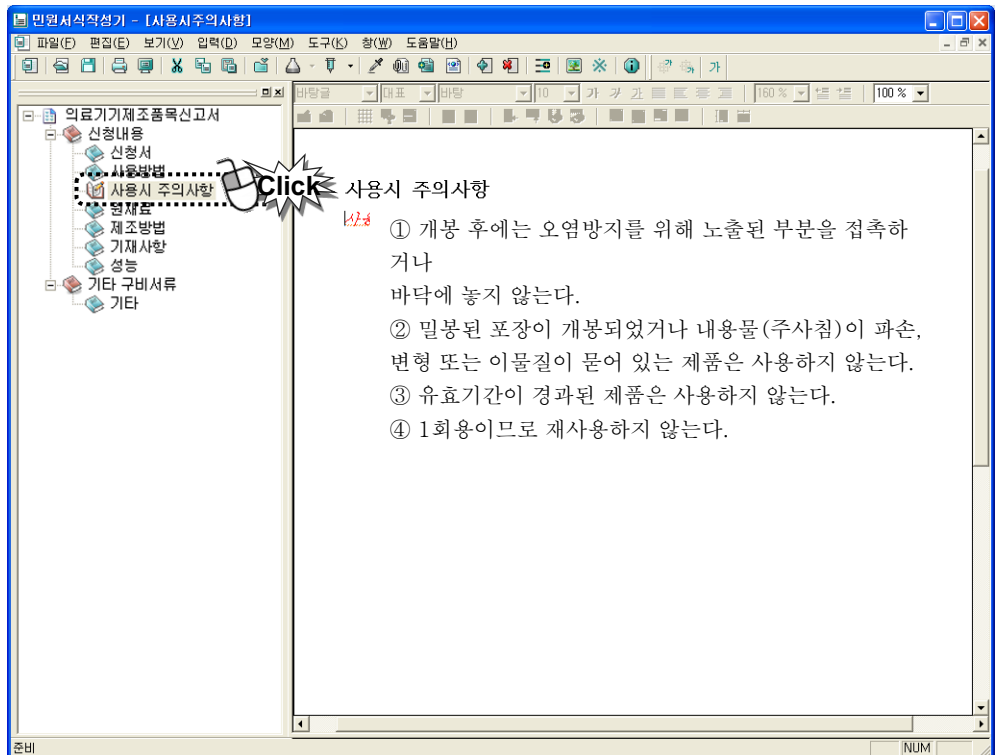 민원서식작성기 - [사용시주의사항]
파일(F) 편집(E) 보기(V) 입력(D) 모양(M) 도구(K) 창(W) 도움말(H)
바탕글 대표 바탕 10 가 가 가 160 % 100 %
의료기기제조품목신고서
신청내용
신청서
사용방법
사용시 주의사항
Click
원재료
제조방법
기재사항
성능
기타 구비서류
기타
사용시 주의사항
① 개봉 후에는 오염방지를 위해 노출된 부분을 접촉하
거나
바닥에 놓지 않는다.
② 밀봉된 포장이 개봉되었거나 내용물(주사침)이 파손,
변형 또는 이물질이 묻어 있는 제품은 사용하지 않는다.
③ 유효기간이 경과된 제품은 사용하지 않는다.
④ 1회용이므로 재사용하지 않는다.
준비
NUM